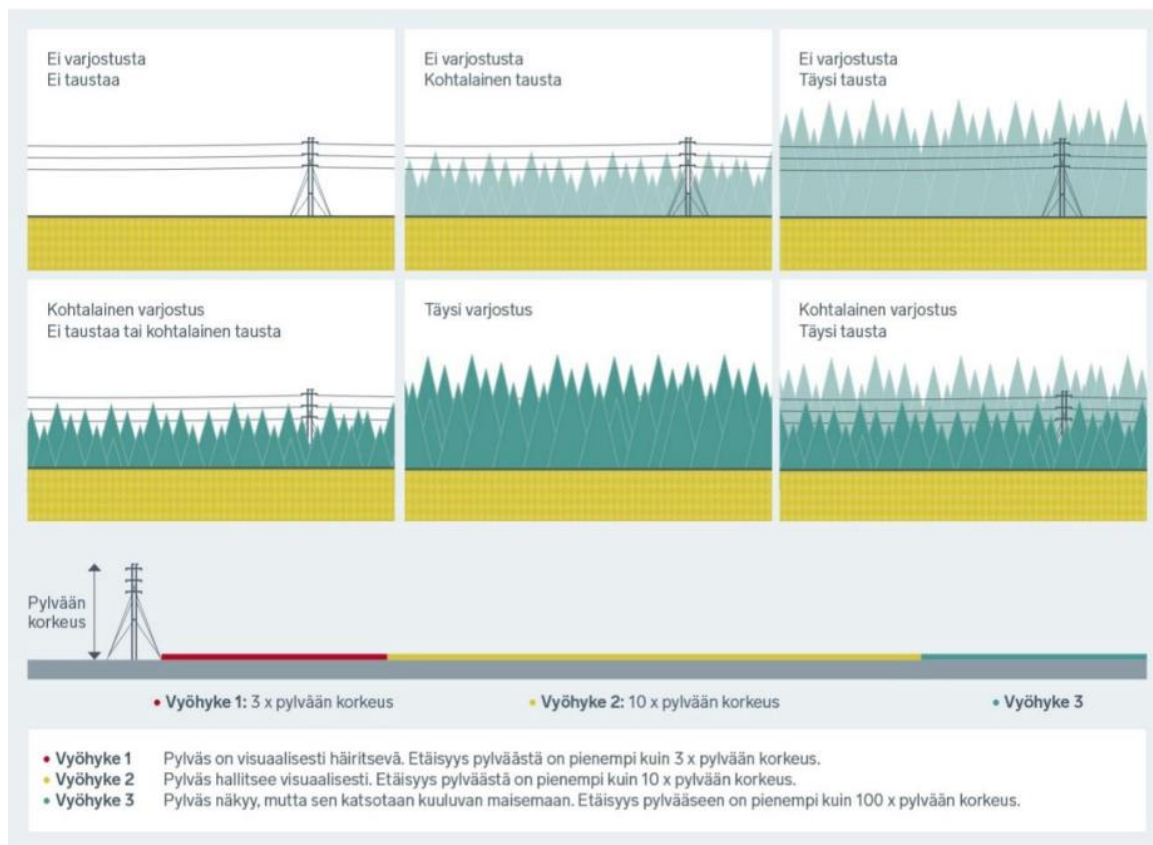 Ei varjostusta
Ei taustaa
Ei varjostusta
Kohtalainen tausta
Ei varjostusta
Täysi tausta
Kohtalainen varjostus
Ei taustaa tai kohtalainen tausta
Täysi varjostus
Kohtalainen varjostus
Täysi tausta
Pylvään
korkeus
• Vyöhyke 1: 3 x pylvään korkeus
• Vyöhyke 2: 10 x pylvään korkeus
• Vyöhyke 3
• Vyöhyke 1 Pylväs on visuaalisesti häiritsevä. Etäisyys pylväästä on pienempi kuin 3 x pylvään korkeus.
• Vyöhyke 2 Pylväs hallitsee visuaalisesti. Etäisyys pylväästä on pienempi kuin 10 x pylvään korkeus.
• Vyöhyke 3 Pylväs näkyy, mutta sen katsotaan kuuluvan maisemaan. Etäisyys pylvääseen on pienempi kuin 100 x pylvään korkeus.